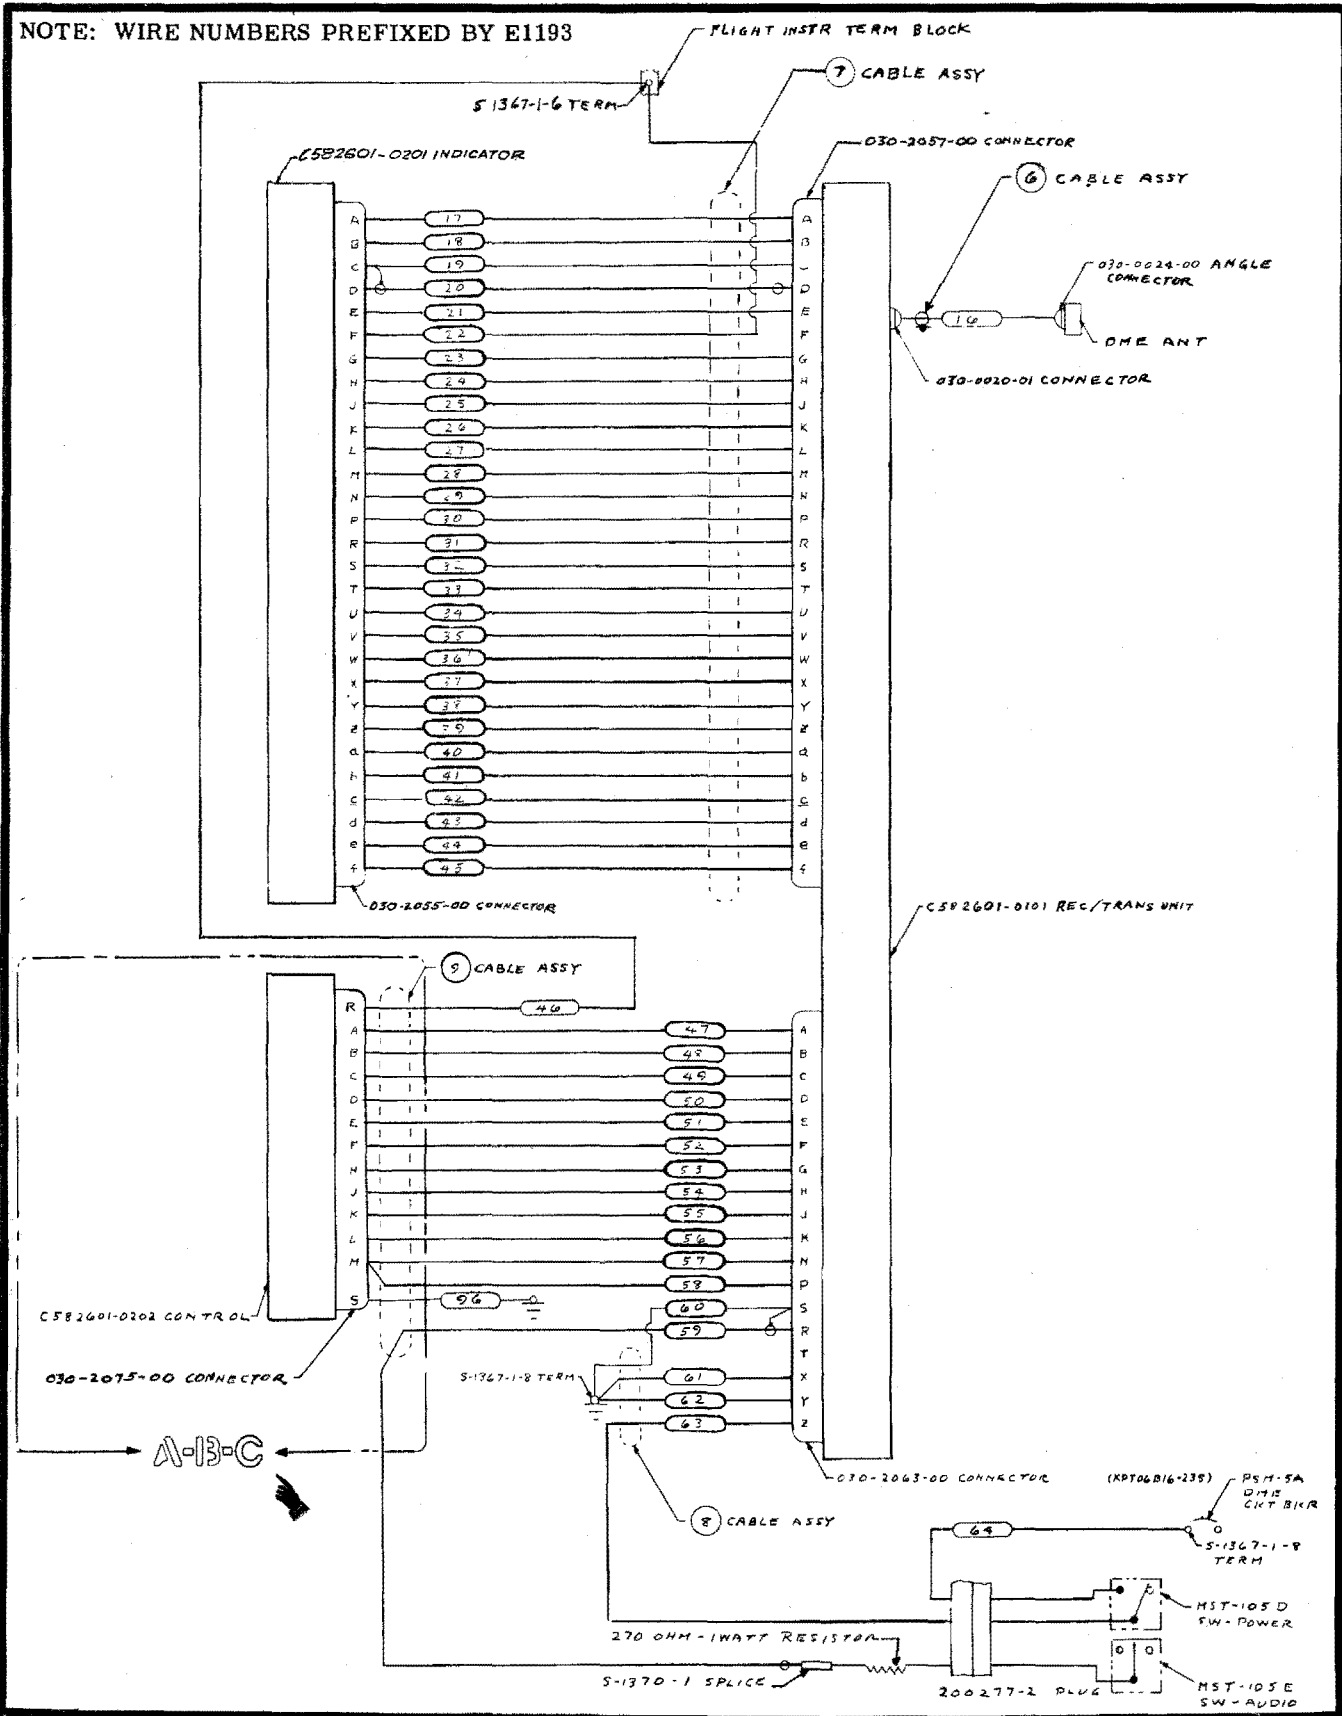 NOTE: WIRE NUMBERS PREFIXED BY E1193
FLIGHT INSTR TERM BLOCK
7 CABLE ASSY
S1367-1-6 TERM
030-2057-00 CONNECTOR
C582601-0201 INDICATOR
6 CABLE ASSY
A 17 A
B 18 B
C 19
D 20 D
E 21 E
F 22 F
G 23 G
H 24 H
J 25 J
K 26 K
L 27 L
M 28 M
N 29 N
P 30 P
R 31 R
S 32 S
T 33 T
U 34 U
V 35 V
W 36 W
X 37 X
Y 38 Y
Z 39 Z
a 40 a
b 41 b
c 42 c
d 43 d
e 44 e
f 45 f
030-0024-00 ANGLE
CONNECTOR
16
DME ANT
030-0020-01 CONNECTOR
030-2055-00 CONNECTOR
C582601-0101 REC/TRANS UNIT
9 CABLE ASSY
R 46
A 47 A
B 48 B
C 49 C
D 50 D
E 51 E
F 52 F
H 53 G
J 54 H
K 55 J
L 56 K
M 57 N
58 P
S 96
60 S
59 R
T
61 X
62 Y
63 Z
C582601-0202 CONTROL
030-2075-00 CONNECTOR
S-1367-1-8 TERM
A-B-C
030-2063-00 CONNECTOR
(KPT06B16-23S)
PSM-5A
DME
CKT BKR
8 CABLE ASSY
64
S-1367-1-8
TERM
MST-105D
SW-POWER
270 OHM-1WATT RESISTOR
S-1370-1 SPLICE
200277-2 PLUG
MST-105E
SW-AUDIO